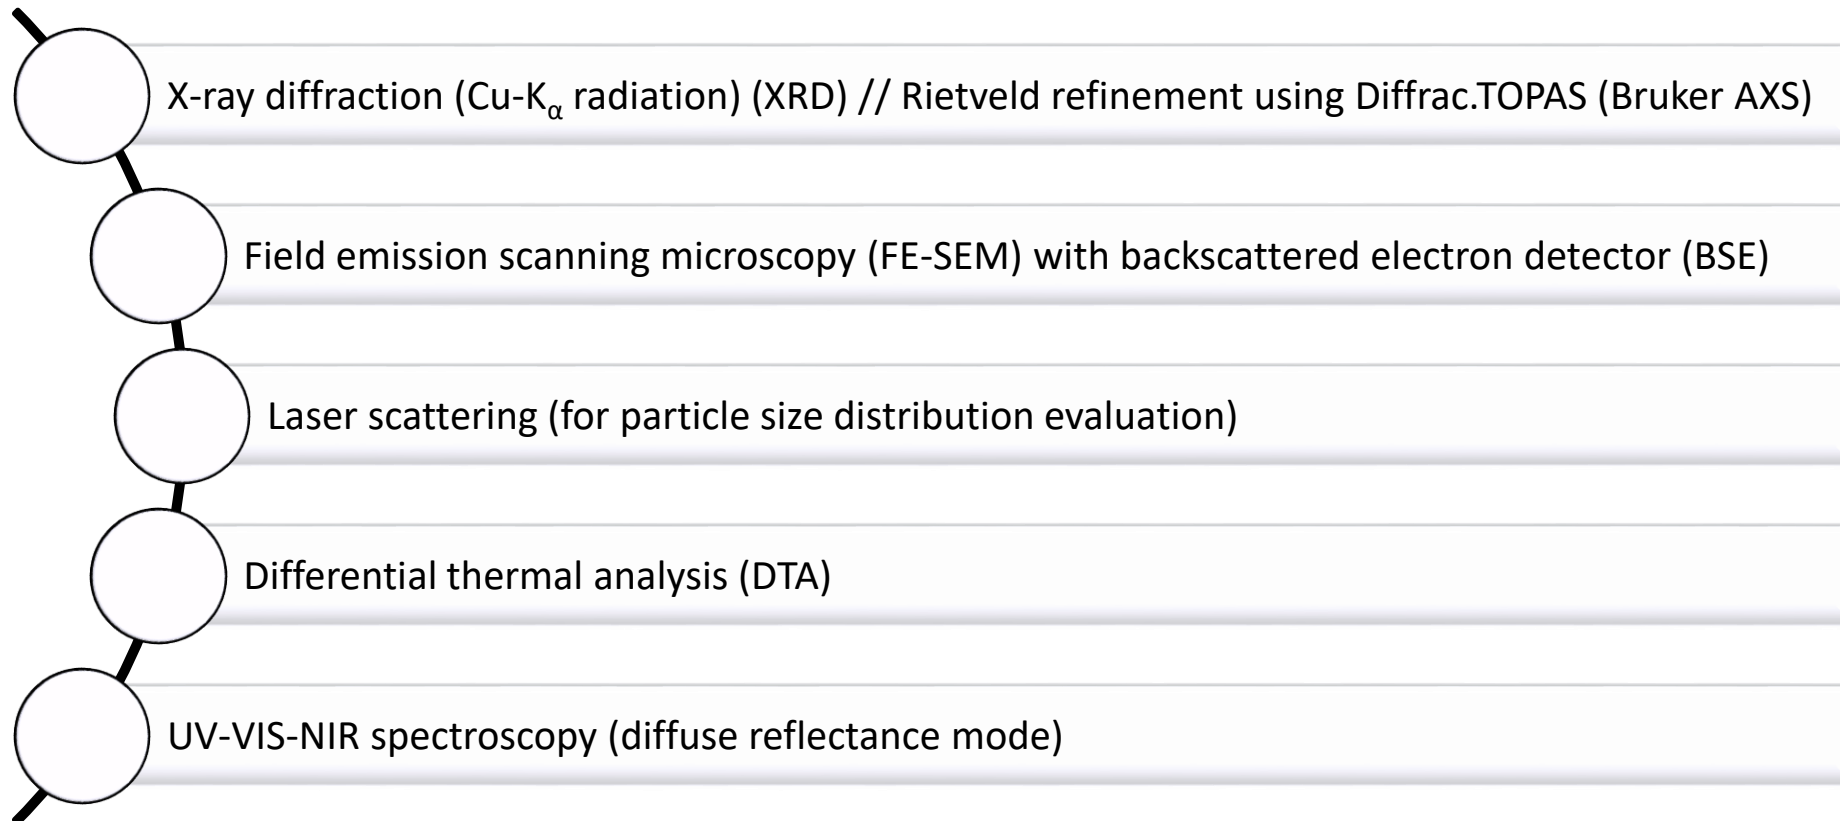 X-ray diffraction (Cu-Kα radiation) (XRD) // Rietveld refinement using Diffrac.TOPAS (Bruker AXS)
Field emission scanning microscopy (FE-SEM) with backscattered electron detector (BSE)
Laser scattering (for particle size distribution evaluation)
Differential thermal analysis (DTA)
UV-VIS-NIR spectroscopy (diffuse reflectance mode)